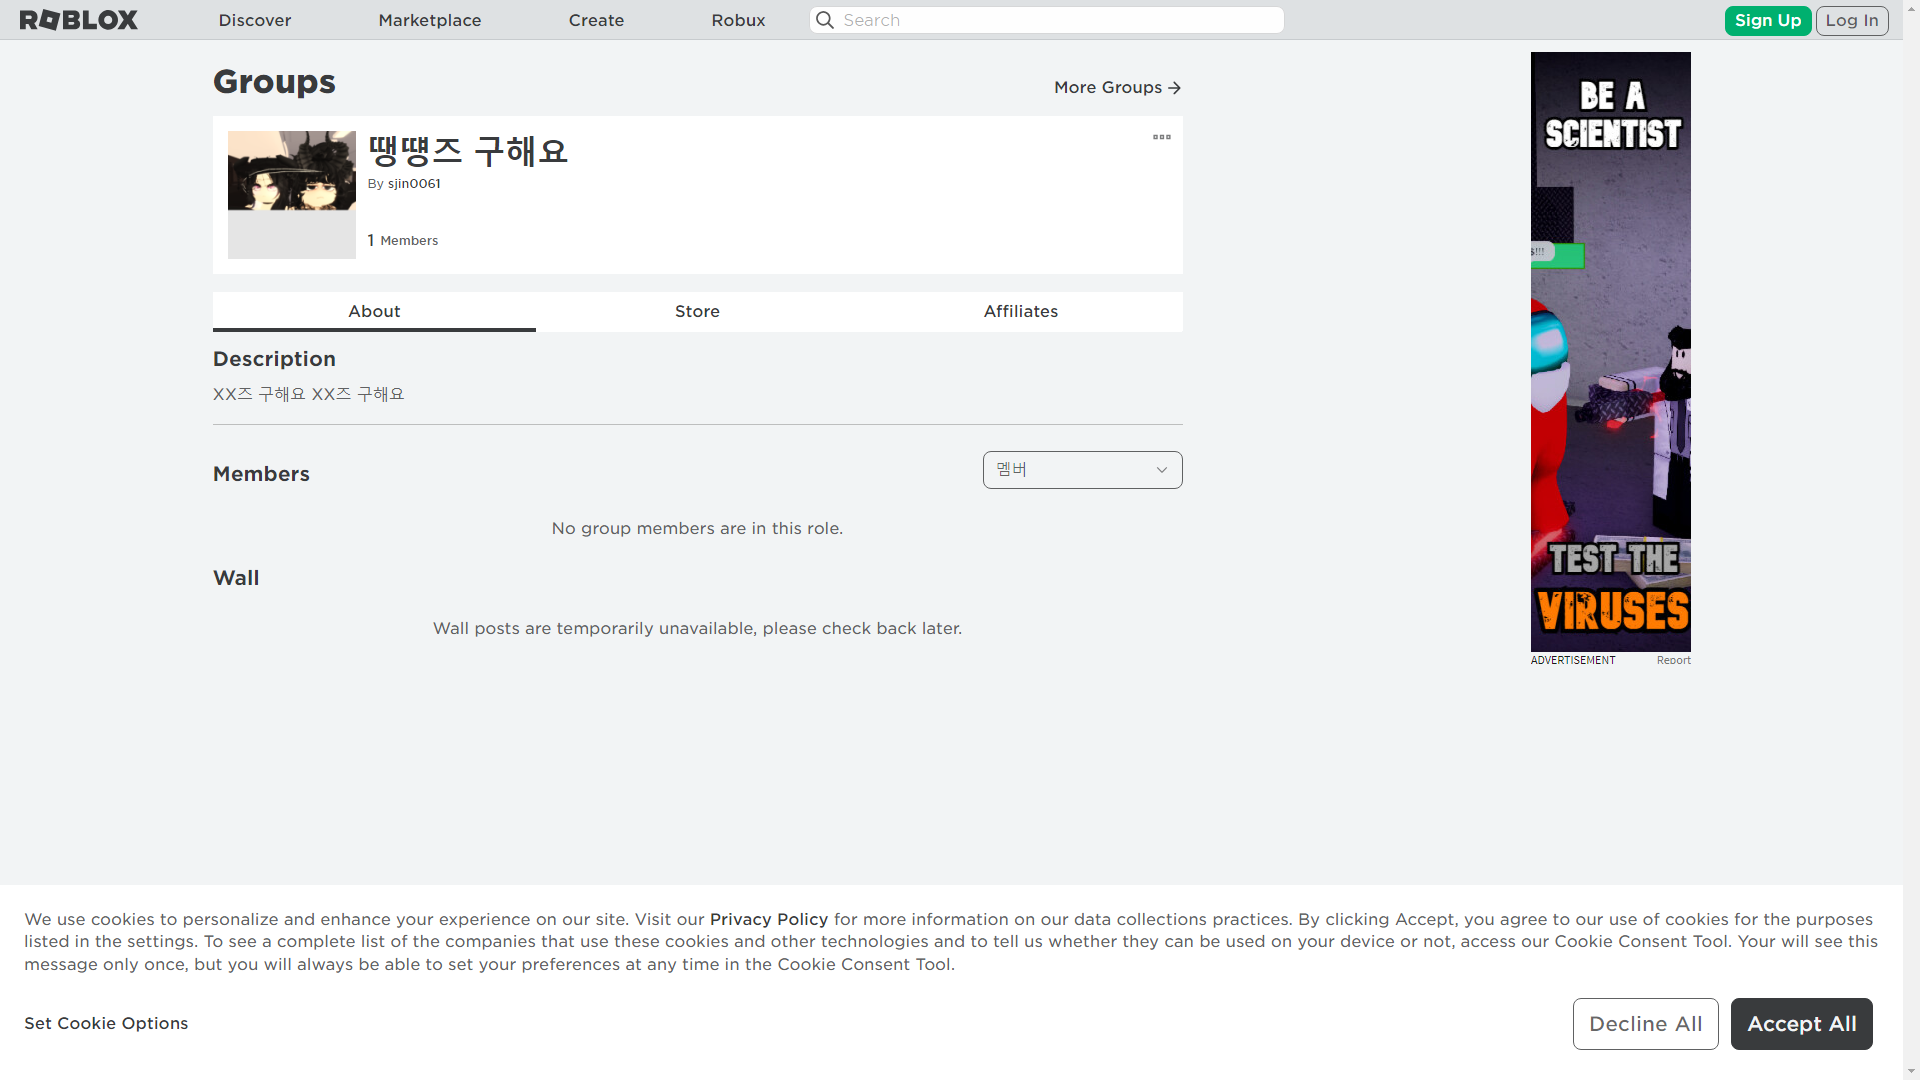 ROBLOX
Discover
Marketplace
Create
Robux
Search
Sign Up
Log In
Groups
More Groups
땡땽즈 구해요
By sjin0061
1 Members
About
Store
Affiliates
Description
XX즈 구해요 XX즈 구해요
Members
멤버
No group members are in this role.
Wall
Wall posts are temporarily unavailable, please check back later.
BE A
SCIENTIST
TEST THE
VIRUSES
ADVERTISEMENT
Report
We use cookies to personalize and enhance your experience on our site. Visit our Privacy Policy for more information on our data collections practices. By clicking Accept, you agree to our use of cookies for the purposes
listed in the settings. To see a complete list of the companies that use these cookies and other technologies and to tell us whether they can be used on your device or not, access our Cookie Consent Tool. Your will see this
message only once, but you will always be able to set your preferences at any time in the Cookie Consent Tool.
Set Cookie Options
Decline All
Accept All